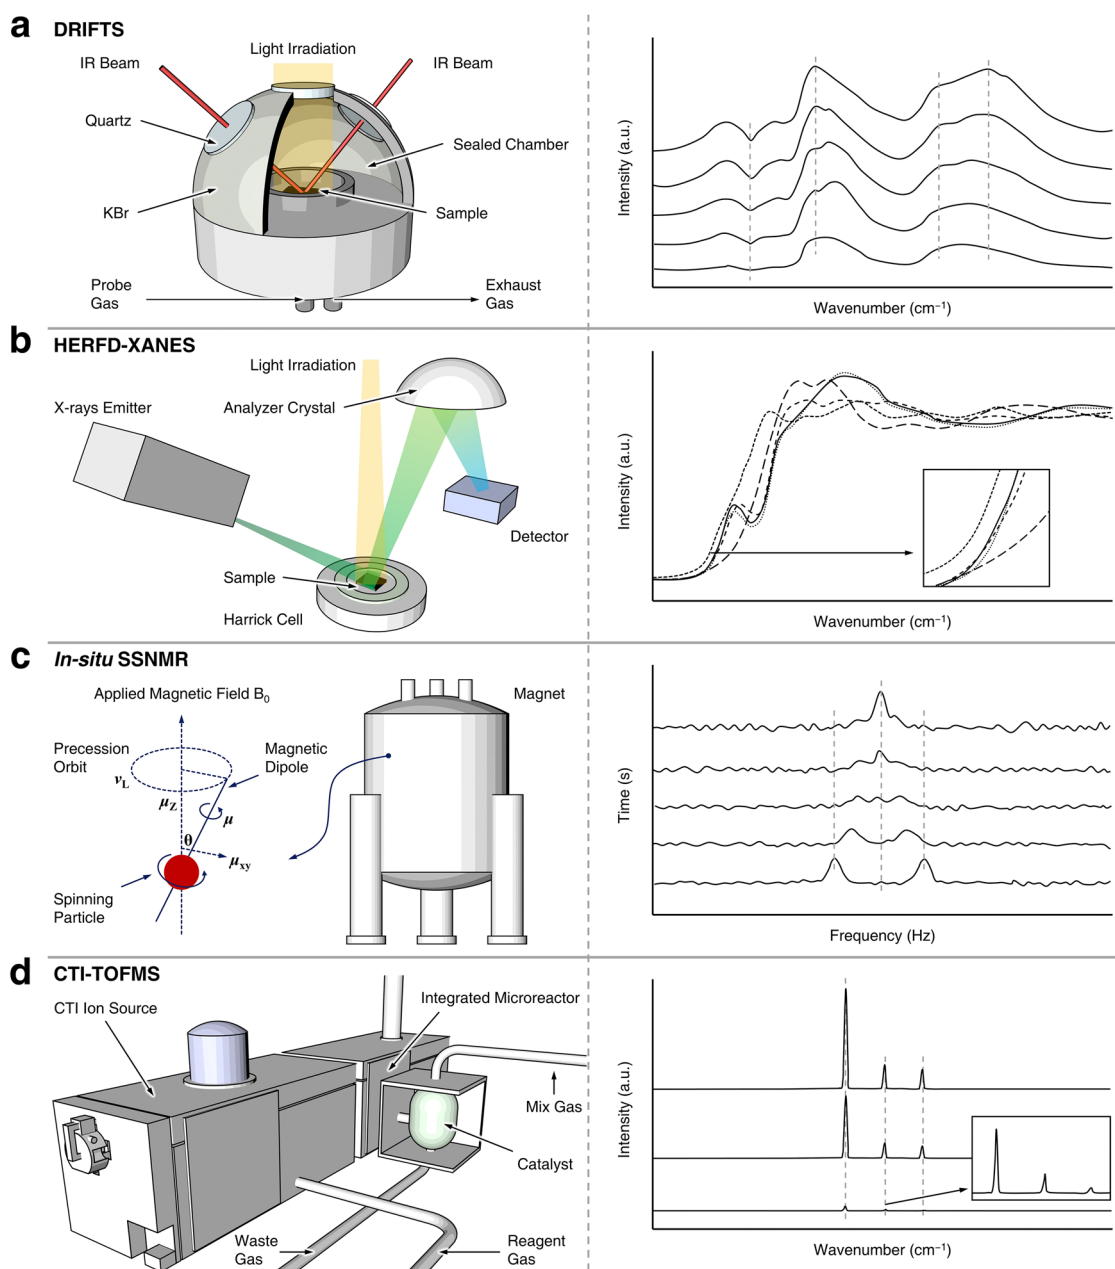 a DRIFTS
Light Irradiation
IR Beam
IR Beam
Quartz
Sealed Chamber
KBr
Sample
Probe
Gas
Exhaust
Gas
Intensity (a.u.)
Wavenumber (cm⁻¹)
b HERFD-XANES
Light Irradiation
X-rays Emitter
Analyzer Crystal
Detector
Sample
Harrick Cell
Intensity (a.u.)
Wavenumber (cm⁻¹)
c In-situ SSNMR
Applied Magnetic Field B₀
Magnet
Precession
Orbit
Magnetic
Dipole
νL
μZ
μ
θ
μxy
Spinning
Particle
Time (s)
Frequency (Hz)
d CTI-TOFMS
CTI Ion Source
Integrated Microreactor
Mix Gas
Catalyst
Waste
Gas
Reagent
Gas
Intensity (a.u.)
Wavenumber (cm⁻¹)